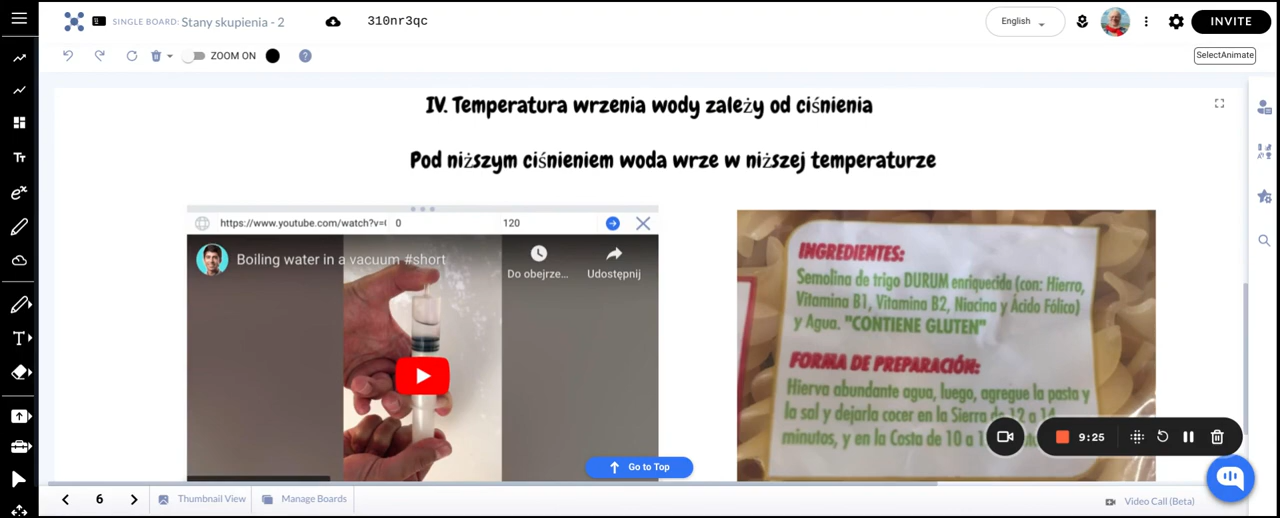 SINGLE BOARD: Stany skupienia - 2
310nr3qc
English
INVITE
ZOOM ON
SelectAnimate
IV. Temperatura wrzenia wody zależy od ciśnienia
Pod niższym ciśnieniem woda wrze w niższej temperaturze
https://www.youtube.com/watch?v= 0 120
Boiling water in a vacuum #short
Do obejrze...
Udostępnij
INGREDIENTES:
Semolina de trigo DURUM enriquecida (con: Hierro,
Vitamina B1, Vitamina B2, Niacina y Ácido Fólico)
y Agua. "CONTIENE GLUTEN"
FORMA DE PREPARACIÓN:
Hierva abundante agua, luego, agregue la pasta y
la sal y dejarla cocer en la Sierra de 12 a 14
minutos, y en la Costa de 10 a
9:25
Go to Top
6
Thumbnail View
Manage Boards
Video Call (Beta)